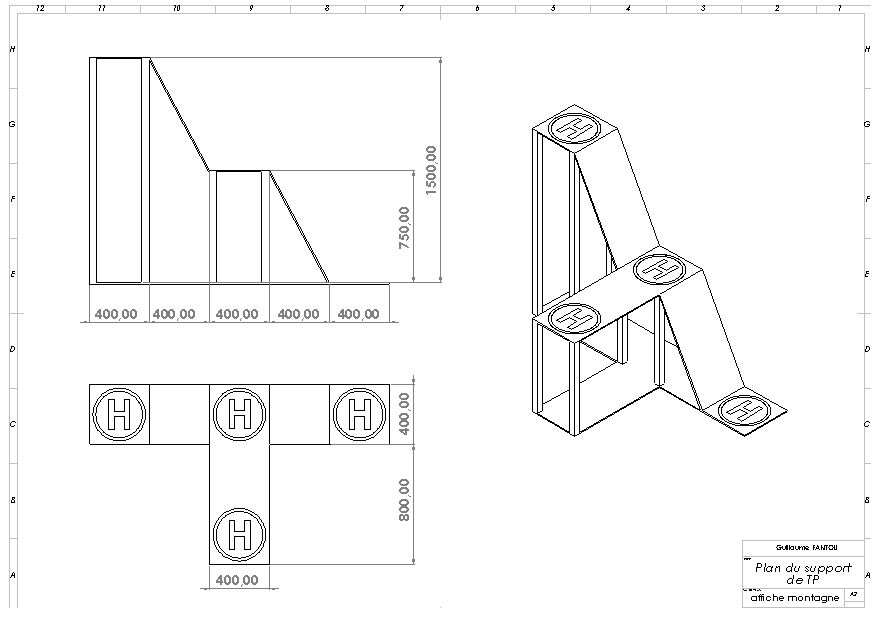 12 11 10 9 8 7 6 5 4 3 2 1
H H
G G
1500,00
F F
750,00
E E
400,00 400,00 400,00 400,00 400,00
D D
H H H
400,00
C C
800,00
B B
H
A A
400,00
H
H
H
H
Guillaume FANTOLI
Plan du support
de TP
affiche montagne A2